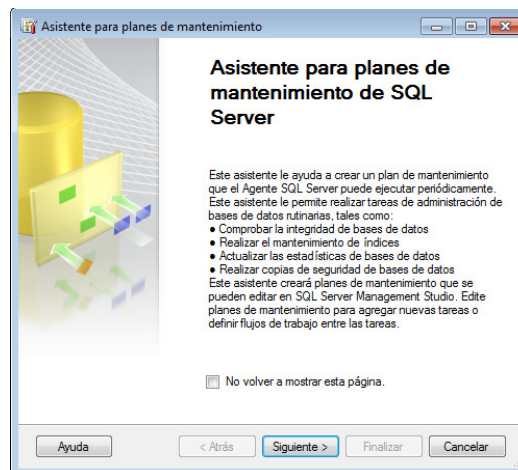 Asistente para planes de mantenimiento
Asistente para planes de
mantenimiento de SQL
Server
Este asistente le ayuda a crear un plan de mantenimiento
que el Agente SQL Server puede ejecutar periódicamente.
Este asistente le permite realizar tareas de administración de
bases de datos rutinarias, tales como:
● Comprobar la integridad de bases de datos
● Realizar el mantenimiento de índices
● Actualizar las estadísticas de bases de datos
● Realizar copias de seguridad de bases de datos
Este asistente creará planes de mantenimiento que se
pueden editar en SQL Server Management Studio. Edite
planes de mantenimiento para agregar nuevas tareas o
definir flujos de trabajo entre las tareas.
No volver a mostrar esta página.
Ayuda
< Atrás
Siguiente >
Finalizar
Cancelar